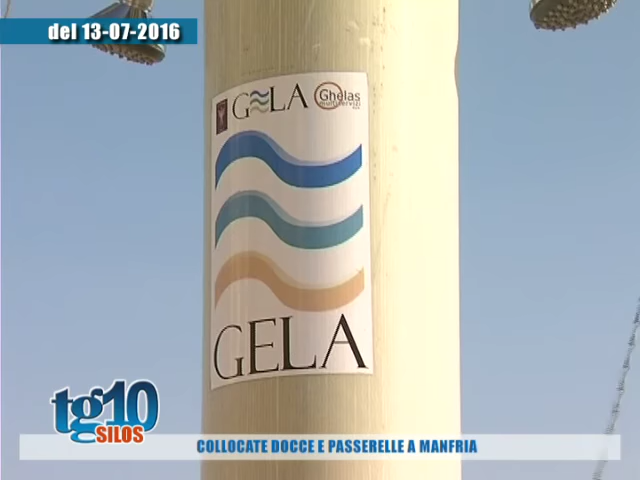 del 13-07-2016
GELA
Ghelas
multiservizi
GELA
tg10
SILOS
COLLOCATE DOCCE E PASSERELLE A MANFRIA